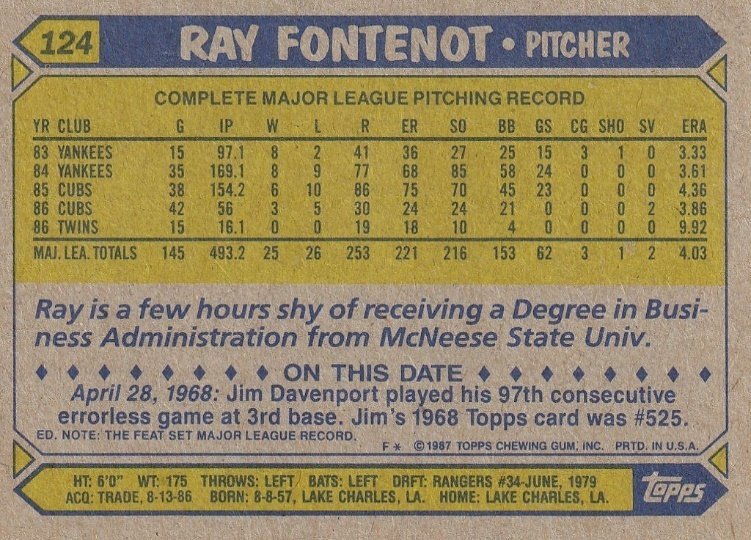 124 RAY FONTENOT • PITCHER
COMPLETE MAJOR LEAGUE PITCHING RECORD
YR CLUB G IP W L R ER SO BB GS CG SHO SV ERA
83 YANKEES 15 97.1 8 2 41 36 27 25 15 3 1 0 3.33
84 YANKEES 35 169.1 8 9 77 68 85 58 24 0 0 0 3.61
85 CUBS 38 154.2 6 10 86 75 70 45 23 0 0 0 4.36
86 CUBS 42 56 3 5 30 24 24 21 0 0 0 2 3.86
86 TWINS 15 16.1 0 0 19 18 10 4 0 0 0 0 9.92
MAJ. LEA. TOTALS 145 493.2 25 26 253 221 216 153 62 3 1 2 4.03
Ray is a few hours shy of receiving a Degree in Busi-
ness Administration from McNeese State Univ.
ON THIS DATE
April 28, 1968: Jim Davenport played his 97th consecutive
errorless game at 3rd base. Jim's 1968 Topps card was #525.
ED. NOTE: THE FEAT SET MAJOR LEAGUE RECORD.
F * ©1987 TOPPS CHEWING GUM, INC. PRTD. IN U.S.A.
HT: 6'0" WT: 175 THROWS: LEFT BATS: LEFT DRFT: RANGERS #34-JUNE, 1979
ACQ: TRADE, 8-13-86 BORN: 8-8-57, LAKE CHARLES, LA. HOME: LAKE CHARLES, LA.
topps